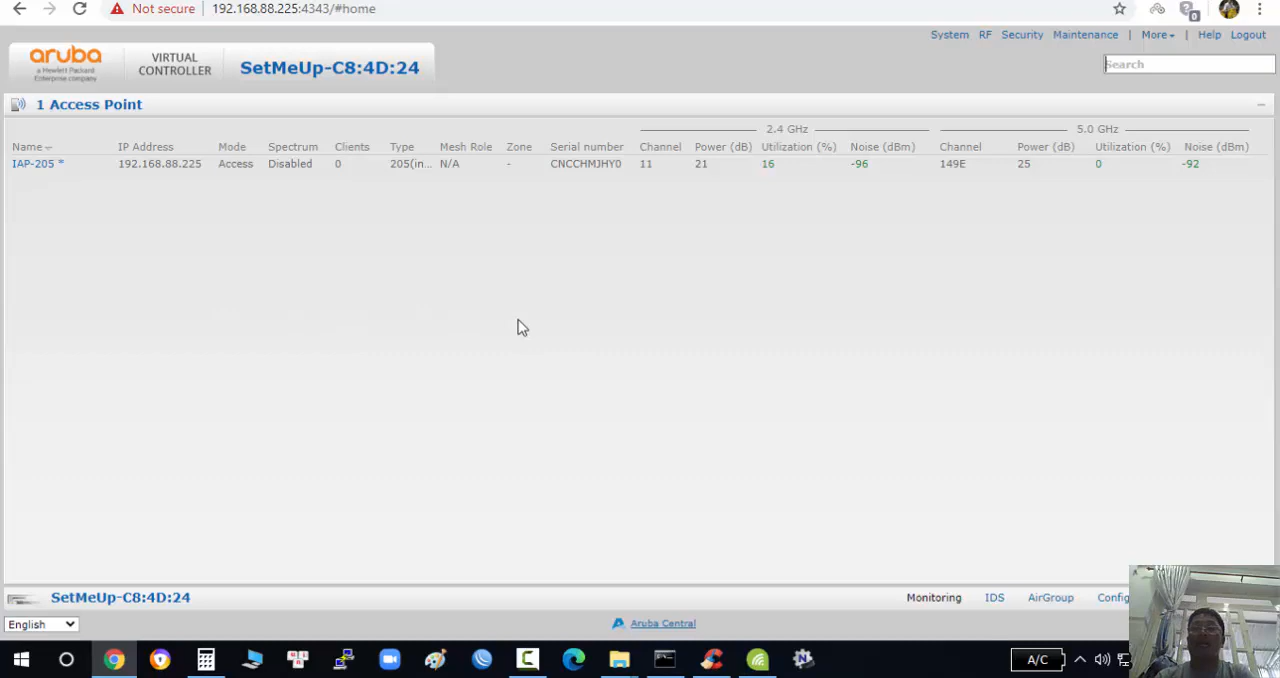 Not secure
192.168.88.225:4343/#home
0
System RF Security Maintenance | More | Help Logout
aruba
a Hewlett Packard
Enterprise company
VIRTUAL
CONTROLLER
SetMeUp-C8:4D:24
Search
1 Access Point
2.4 GHz 5.0 GHz
Name IP Address Mode Spectrum Clients Type Mesh Role Zone Serial number Channel Power (dB) Utilization (%) Noise (dBm) Channel Power (dB) Utilization (%) Noise (dBm)
IAP-205 * 192.168.88.225 Access Disabled 0 205(in... N/A - CNCCHMJHY0 11 21 16 -96 149E 25 0 -92
SetMeUp-C8:4D:24
Monitoring IDS AirGroup Config
English
Aruba Central
A/C